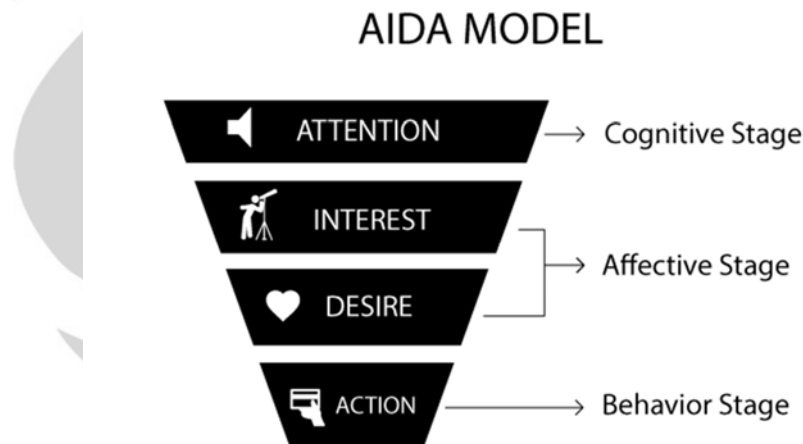 AIDA MODEL
ATTENTION
Cognitive Stage
INTEREST
Affective Stage
DESIRE
ACTION
Behavior Stage